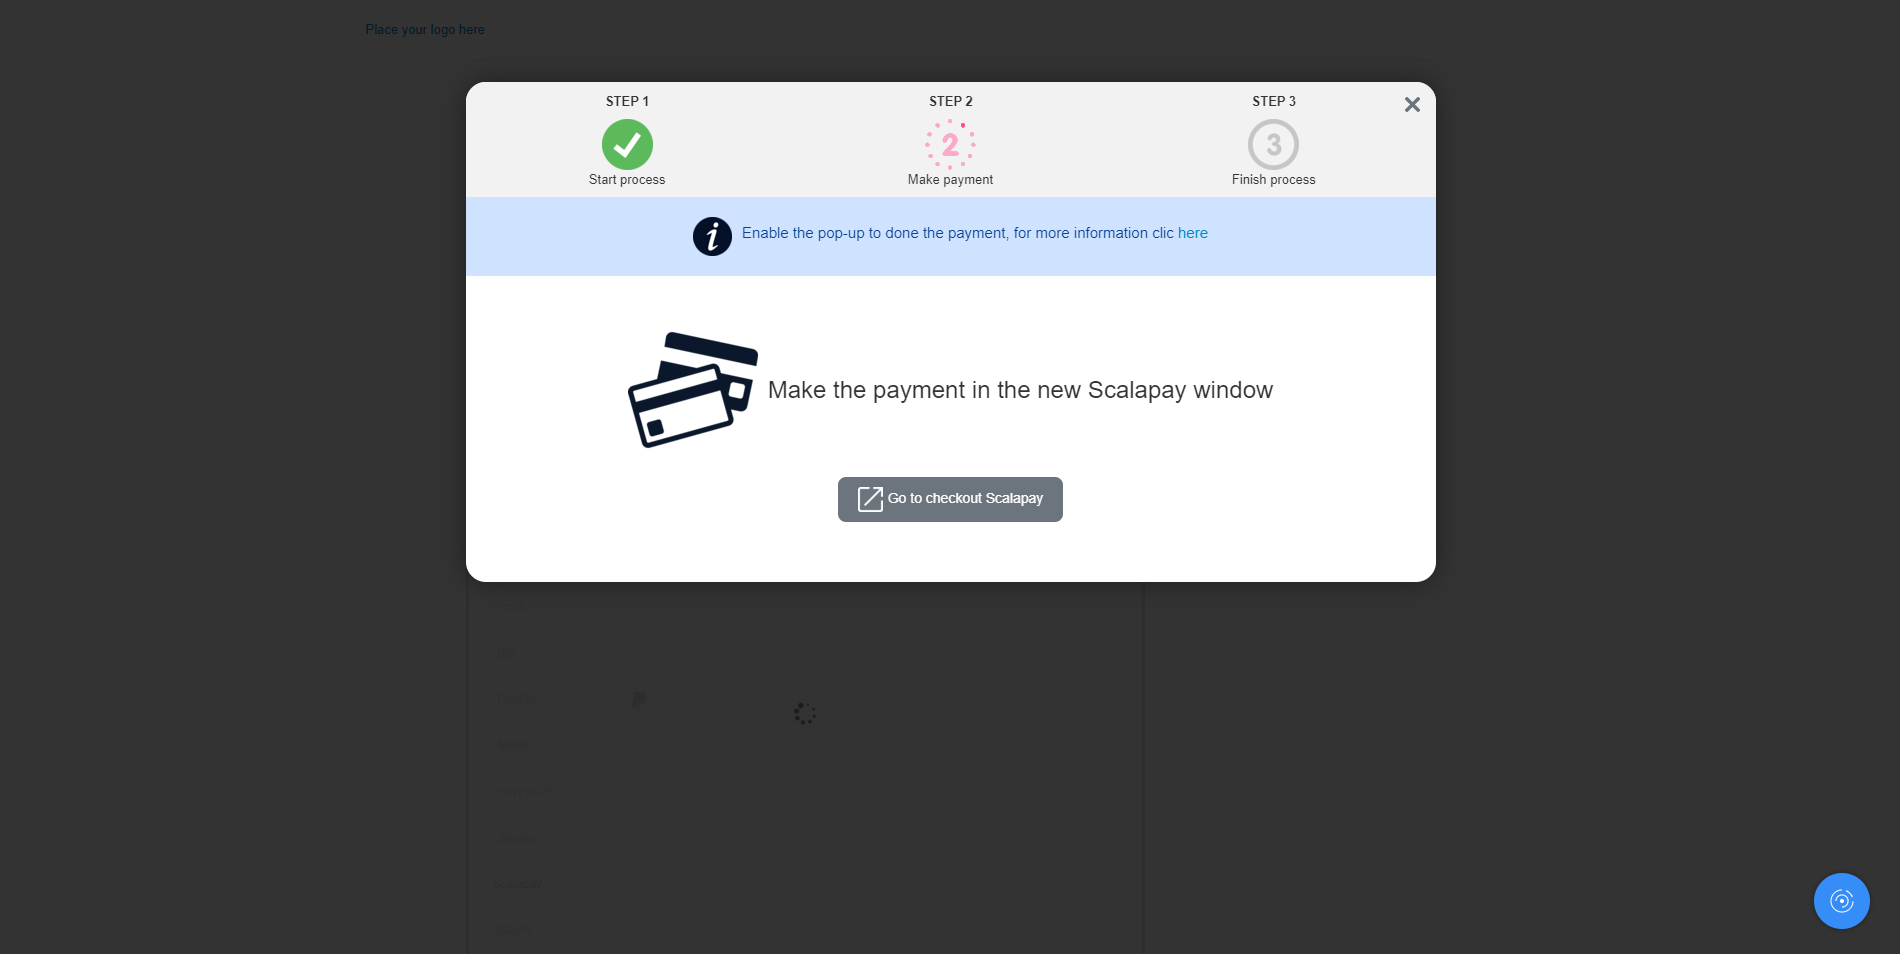 Place your logo here
STEP 1
STEP 2
STEP 3
2
3
Start process
Make payment
Finish process
i Enable the pop-up to done the payment, for more information clic here
Make the payment in the new Scalapay window
Go to checkout Scalapay
Scalapay